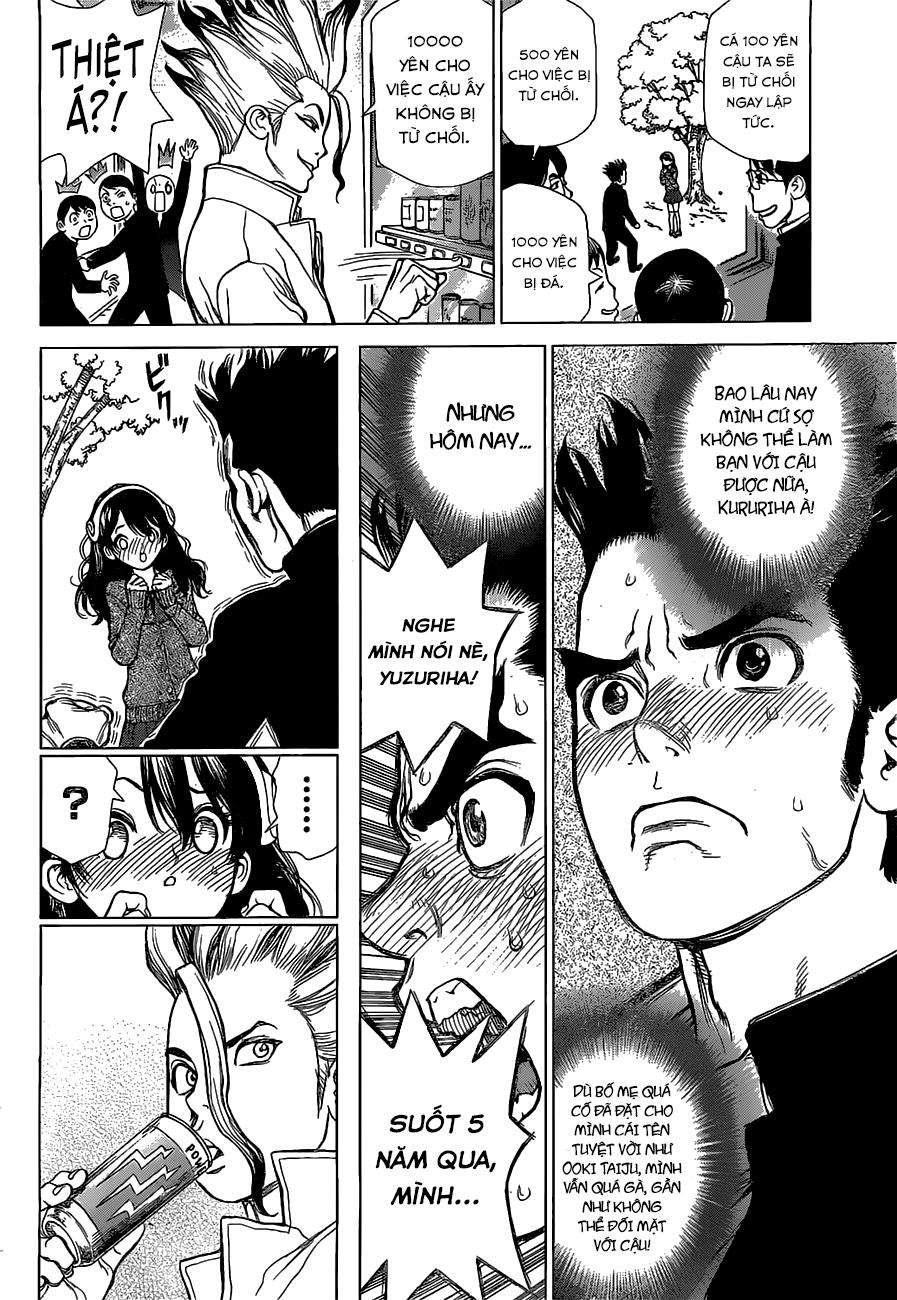 CÁ 100 YÊN
CẬU TA SẼ
BỊ TỪ CHỐI
NGAY LẬP
TỨC.
500 YÊN
CHO VIỆC BỊ
TỪ CHỐI.
1000 YÊN
CHO VIỆC
BỊ ĐÁ.
10000
YÊN CHO
VIỆC CẬU ẤY
KHÔNG BỊ
TỪ CHỐI.
THIỆT
Á?!
BAO LÂU NAY
MÌNH CỨ SỢ
KHÔNG THỂ LÀM
BẠN VỚI CẬU
ĐƯỢC NỮA,
KURURIHA À!
DÙ BỐ MẸ QUÁ
CỐ ĐÃ ĐẶT CHO
MÌNH CÁI TÊN
TUYỆT VỜI NHƯ
OOKI TAIJU, MÌNH
VẪN QUÁ GÀ, GẦN
NHƯ KHÔNG
THỂ ĐỐI MẶT
VỚI CẬU!
NHƯNG
HÔM NAY...
NGHE
MÌNH NÓI NÈ,
YUZURIHA!
SUỐT 5
NĂM QUA,
MÌNH...
ビクッ
......
?
POW